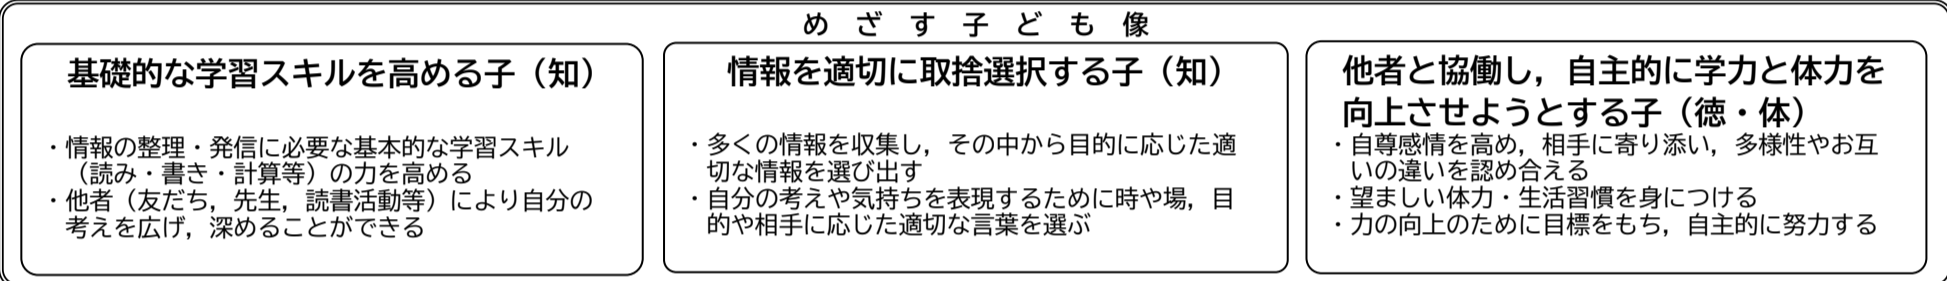 めざす子ども像
基礎的な学習スキルを高める子（知）
・情報の整理・発信に必要な基本的な学習スキル
（読み・書き・計算等）の力を高める
・他者（友だち，先生，読書活動等）により自分の
考えを広げ，深めることができる
情報を適切に取捨選択する子（知）
・多くの情報を収集し，その中から目的に応じた適
切な情報を選び出す
・自分の考えや気持ちを表現するために時や場，目
的や相手に応じた適切な言葉を選ぶ
他者と協働し，自主的に学力と体力を
向上させようとする子（徳・体）
・自尊感情を高め，相手に寄り添い，多様性やお互
いの違いを認め合える
・望ましい体力・生活習慣を身につける
・力の向上のために目標をもち，自主的に努力する